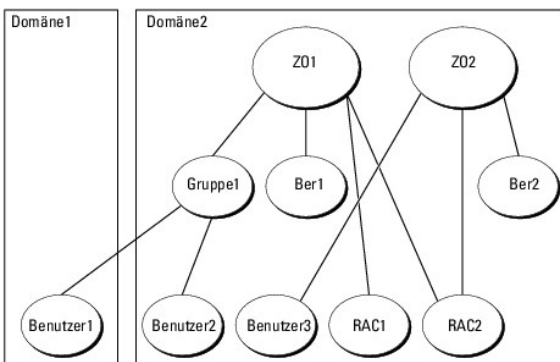 Domäne1
Domäne2
ZO1
ZO2
Gruppe1
Ber1
Ber2
Benutzer1
Benutzer2
Benutzer3
RAC1
RAC2